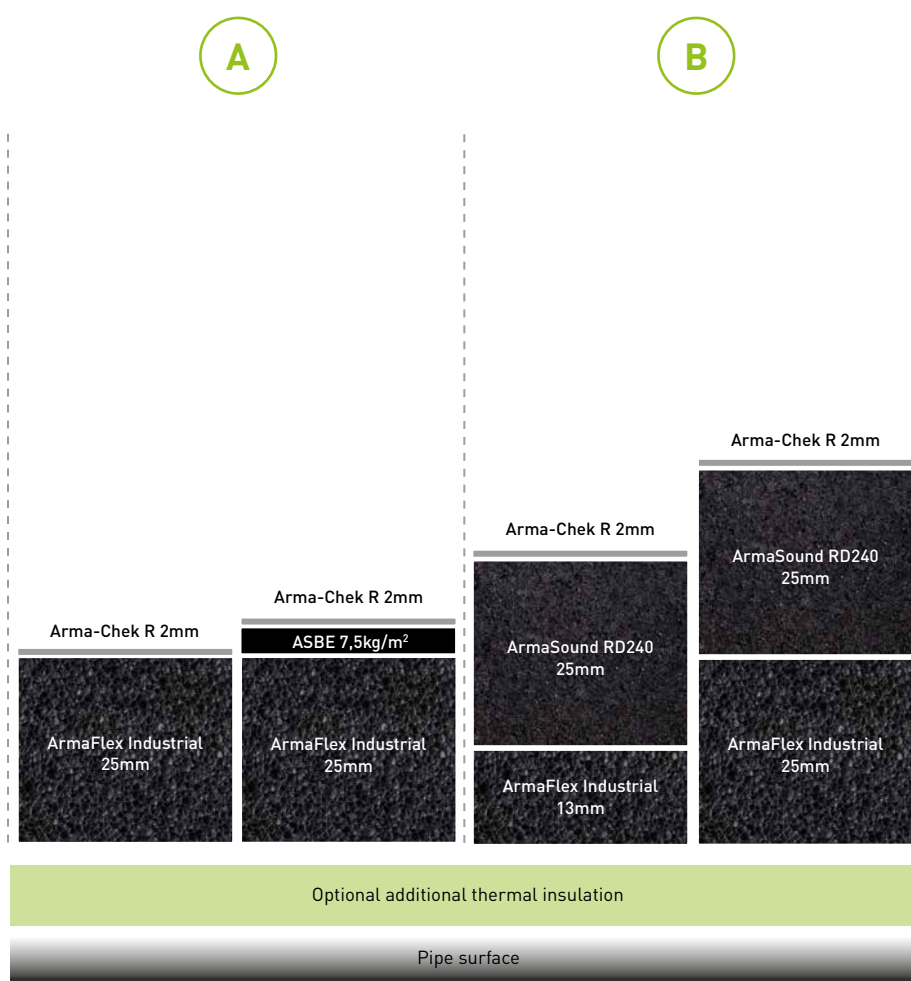 A
B
Arma-Chek R 2mm
ArmaFlex Industrial
25mm
Arma-Chek R 2mm
ASBE 7,5kg/m²
ArmaFlex Industrial
25mm
Arma-Chek R 2mm
ArmaSound RD240
25mm
ArmaFlex Industrial
13mm
Arma-Chek R 2mm
ArmaSound RD240
25mm
ArmaFlex Industrial
25mm
Optional additional thermal insulation
Pipe surface